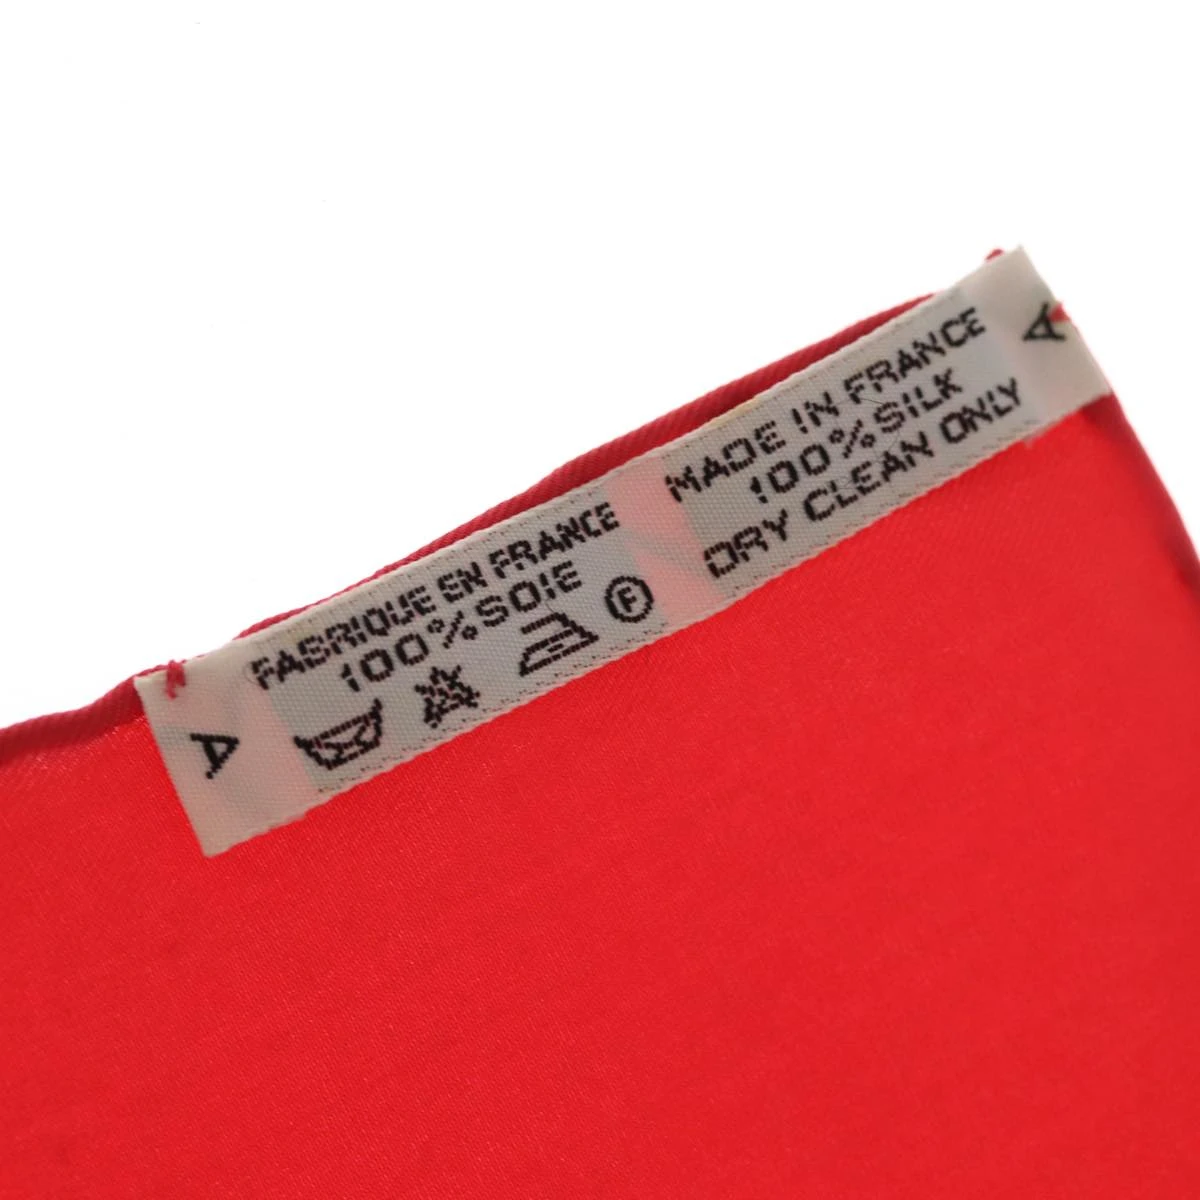 A
FABRIQUE EN FRANCE
100%SOIE
F
MADE IN FRANCE
100%SILK
DRY CLEAN ONLY
A